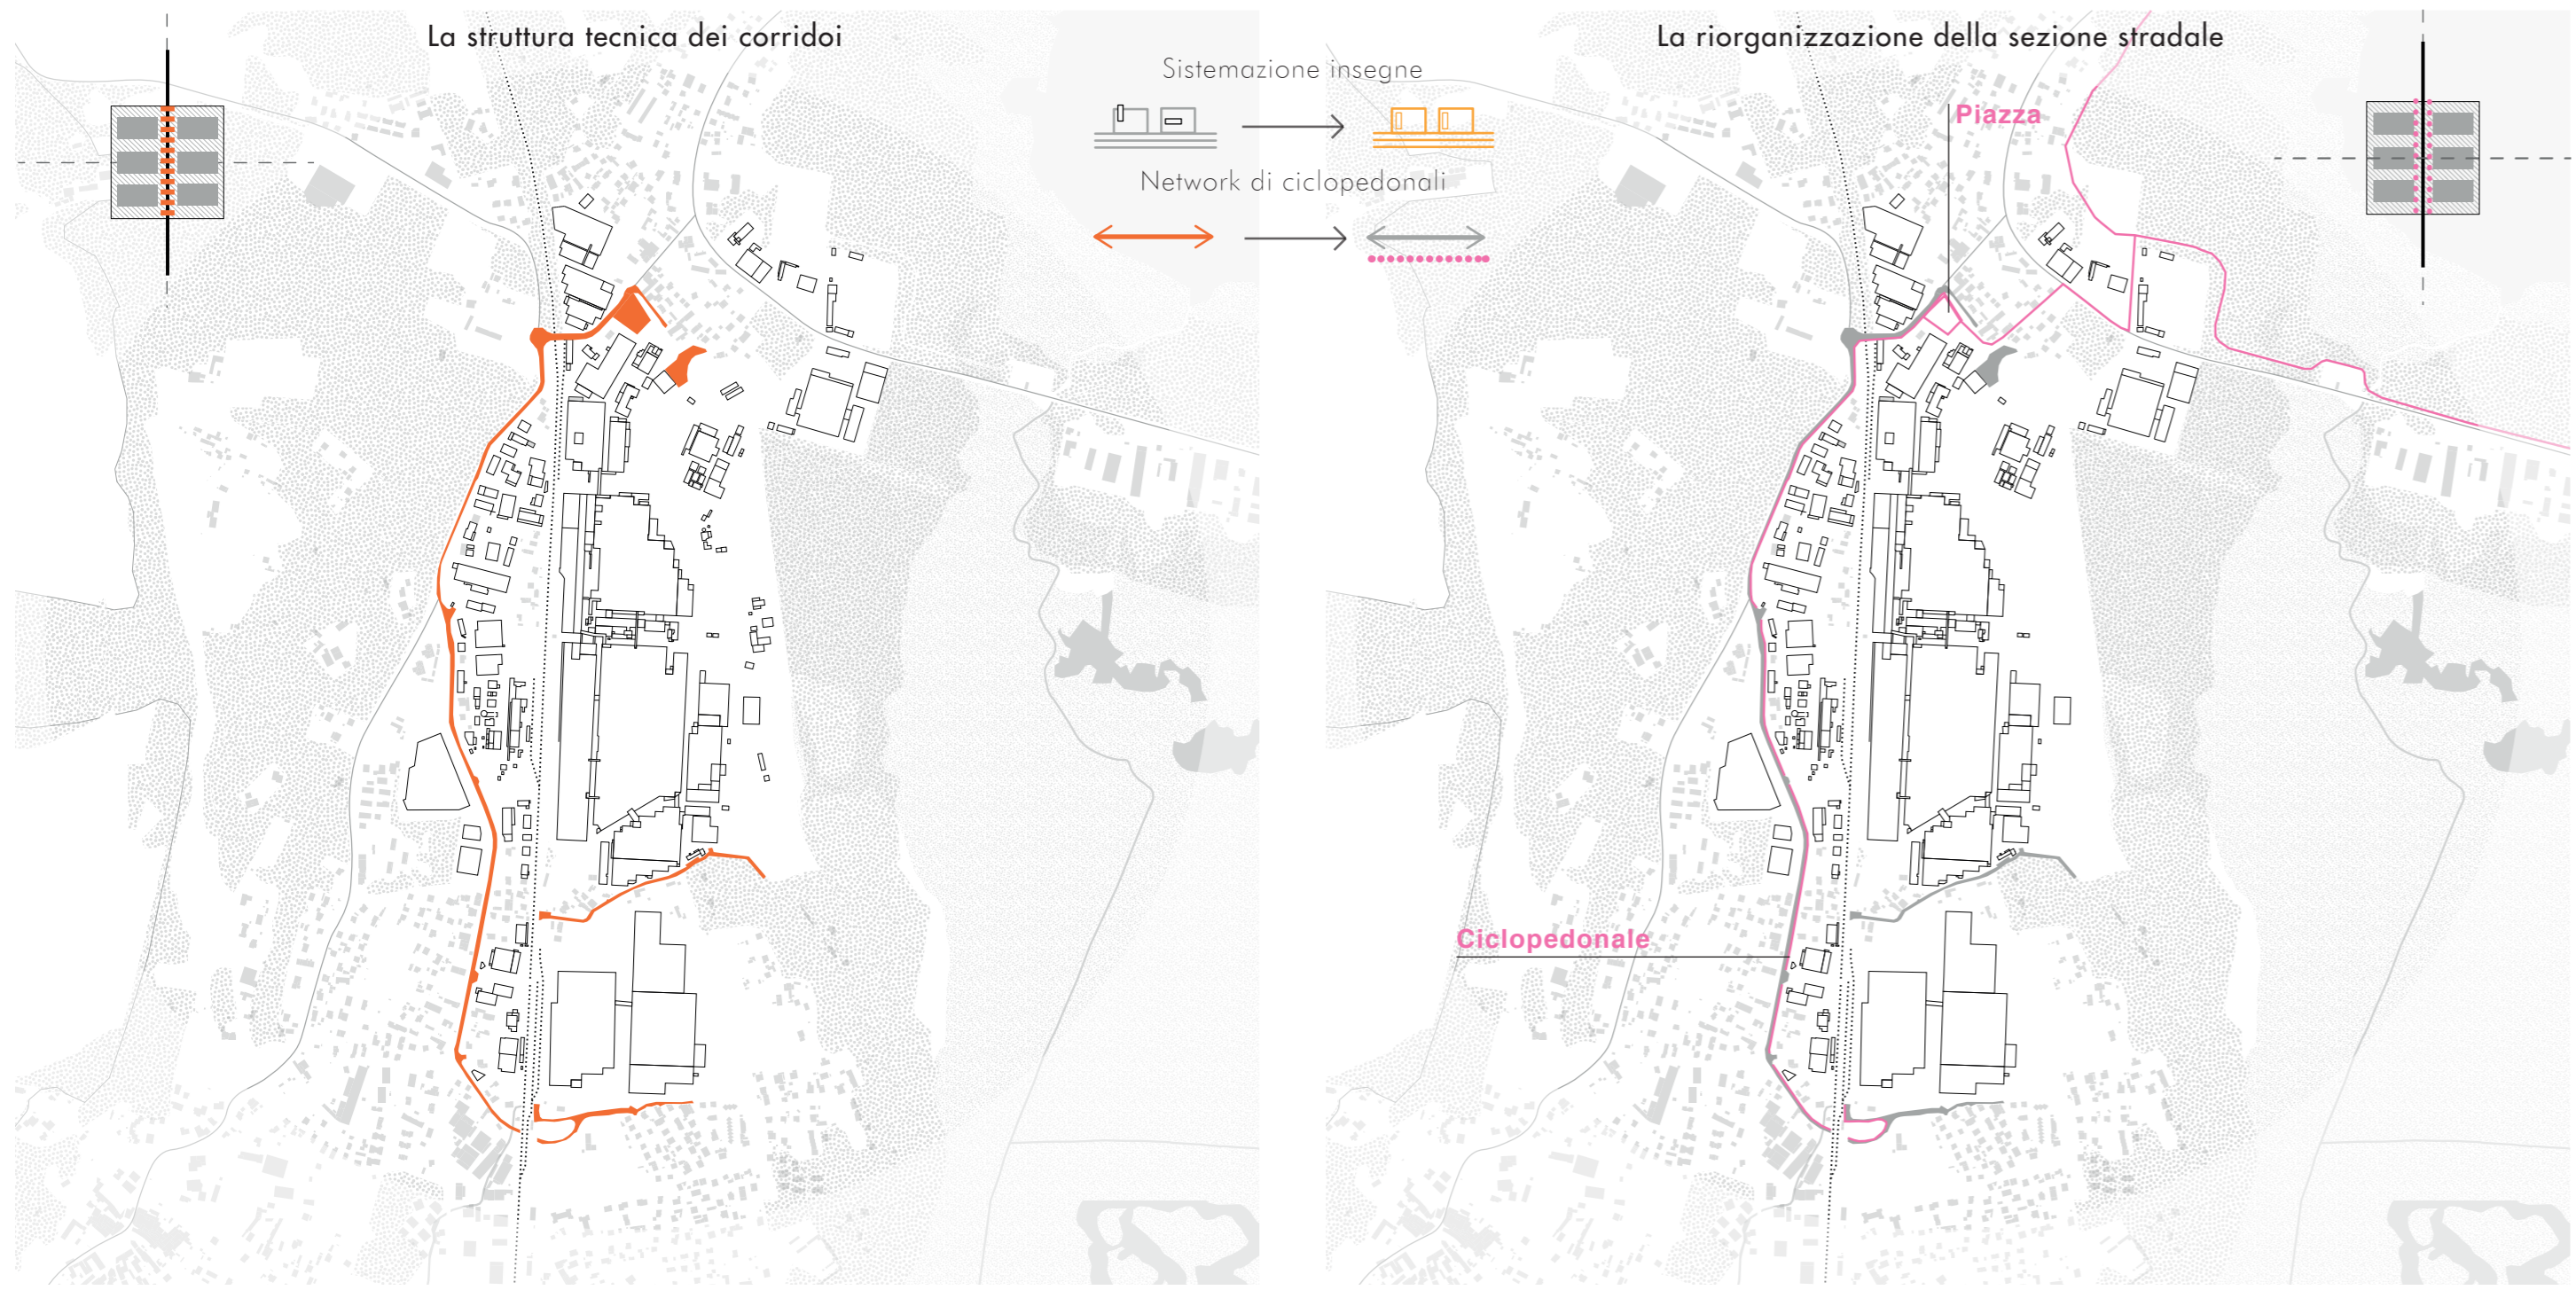 La struttura tecnica dei corridoi
La riorganizzazione della sezione stradale
Sistemazione insegne
Piazza
Network di ciclopedonali
Ciclopedonale